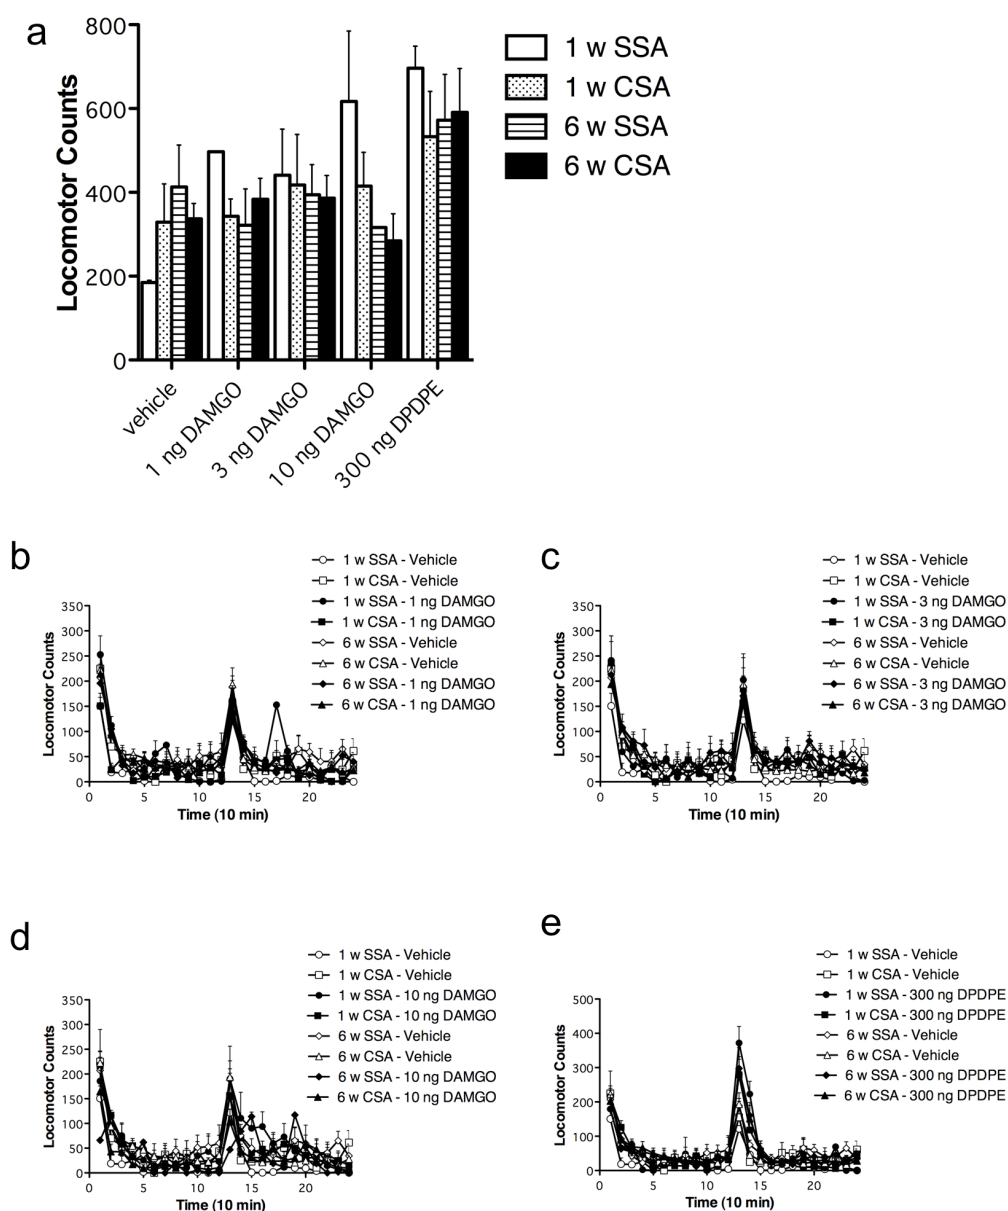 a
800
600
400
200
0
Locomotor Counts
1 w SSA
1 w CSA
6 w SSA
6 w CSA
vehicle
1 ng DAMGO
3 ng DAMGO
10 ng DAMGO
300 ng DPDPE
b
1 w SSA - Vehicle
1 w CSA - Vehicle
1 w SSA - 1 ng DAMGO
1 w CSA - 1 ng DAMGO
6 w SSA - Vehicle
6 w CSA - Vehicle
6 w SSA - 1 ng DAMGO
6 w CSA - 1 ng DAMGO
350
300
250
200
150
100
50
0
Locomotor Counts
0 5 10 15 20
Time (10 min)
c
1 w SSA - Vehicle
1 w CSA - Vehicle
1 w SSA - 3 ng DAMGO
1 w CSA - 3 ng DAMGO
6 w SSA - Vehicle
6 w CSA - Vehicle
6 w SSA - 3 ng DAMGO
6 w CSA - 3 ng DAMGO
350
300
250
200
150
100
50
0
Locomotor Counts
0 5 10 15 20
Time (10 min)
d
1 w SSA - Vehicle
1 w CSA - Vehicle
1 w SSA - 10 ng DAMGO
1 w CSA - 10 ng DAMGO
6 w SSA - Vehicle
6 w CSA - Vehicle
6 w SSA - 10 ng DAMGO
6 w CSA - 10 ng DAMGO
350
300
250
200
150
100
50
0
Locomotor Counts
0 5 10 15 20
Time (10 min)
e
1 w SSA - Vehicle
1 w CSA - Vehicle
1 w SSA - 300 ng DPDPE
1 w CSA - 300 ng DPDPE
6 w SSA - Vehicle
6 w CSA - Vehicle
6 w SSA - 300 ng DPDPE
6 w CSA - 300 ng DPDPE
500
400
300
200
100
0
Locomotor Counts
0 5 10 15 20
Time (10 min)